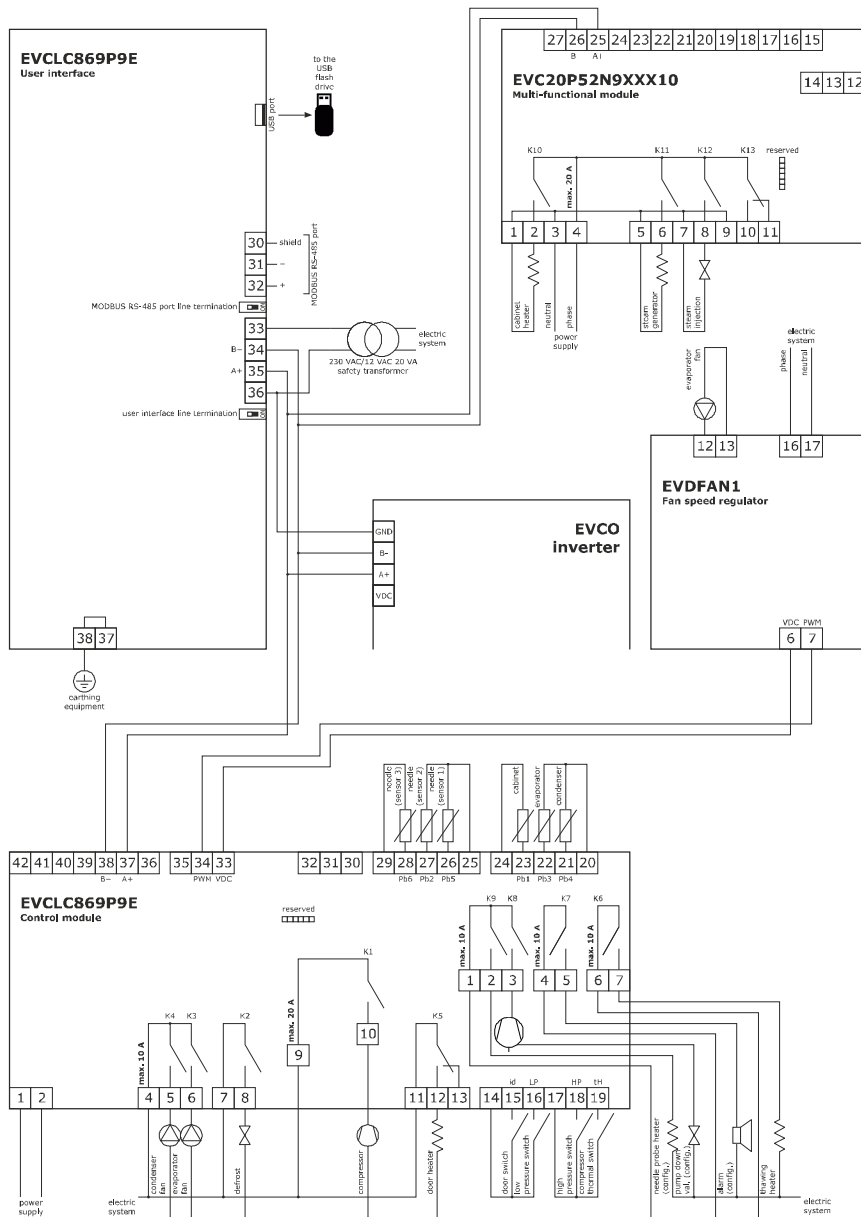 EVCLC869P9E
User interface
to the
USB
flash
drive
USB port
30
shield
31
−
32
+
MODBUS RS-485 port
MODBUS RS-485 port line termination
ON
33
B− 34
A+ 35
36
230 VAC/12 VAC 20 VA
safety transformer
electric
system
user interface line termination
ON
38 37
earthing
equipment
27 26 25 24 23 22 21 20 19 18 17 16 15
B A+
EVC20P52N9XXX10
Multi-functional module
14 13 12
K10
max. 20 A
K11
K12
K13
reserved
1 2 3 4
5 6 7 8 9 10 11
cabinet
heater
neutral
phase
power
supply
steam
generator
steam
injection
electric
system
evaporator
fan
phase
neutral
12 13
16 17
EVDFAN1
Fan speed regulator
VDC PWM
6 7
EVCO
inverter
GND
B-
A+
VDC
needle
(sensor 3)
needle
(sensor 2)
needle
(sensor 1)
cabinet
evaporator
condenser
42 41 40 39 38 37 36
B− A+
35 34 33
PWM VDC
32 31 30
29 28 27 26 25
Pb6 Pb2 Pb5
24 23 22 21 20
Pb1 Pb3 Pb4
EVCLC869P9E
Control module
reserved
max. 10 A
K9
K8
max. 10 A
K7
max. 10 A
K6
1 2 3
4 5
6 7
K1
max. 20 A
9
10
max. 10 A
K4
K3
K2
K5
id
LP
HP
tH
1 2
4 5 6
7 8
11 12 13
14 15 16 17 18 19
power
supply
electric
system
condenser
fan
evaporator
fan
defrost
compressor
door heater
door switch
low
pressure switch
high
pressure switch
compressor
thermal switch
needle probe heater
(config.)
pump down
val. (config.)
alarm
(config.)
thawing
heater
electric
system